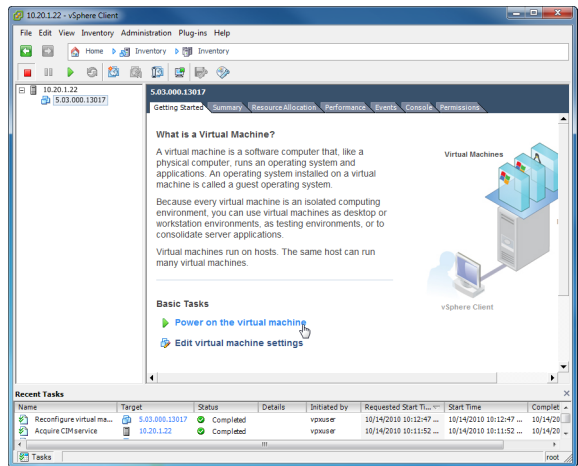 10.20.1.22 - vSphere Client
File Edit View Inventory Administration Plug-ins Help
Home Inventory Inventory
10.20.1.22
5.03.000.13017
5.03.000.13017
Getting Started Summary Resource Allocation Performance Events Console Permissions
What is a Virtual Machine?
A virtual machine is a software computer that, like a
physical computer, runs an operating system and
applications. An operating system installed on a virtual
machine is called a guest operating system.
Because every virtual machine is an isolated computing
environment, you can use virtual machines as desktop or
workstation environments, as testing environments, or to
consolidate server applications.
Virtual machines run on hosts. The same host can run
many virtual machines.
Virtual Machines
vSphere Client
Basic Tasks
Power on the virtual machine
Edit virtual machine settings
Recent Tasks
Name Target Status Details Initiated by Requested Start Ti... Start Time Complet
Reconfigure virtual ma... 5.03.000.13017 Completed vpxuser 10/14/2010 10:12:47 ... 10/14/2010 10:12:47 ... 10/14/20
Acquire CIM service 10.20.1.22 Completed vpxuser 10/14/2010 10:11:52 ... 10/14/2010 10:11:52 ... 10/14/20
Tasks root